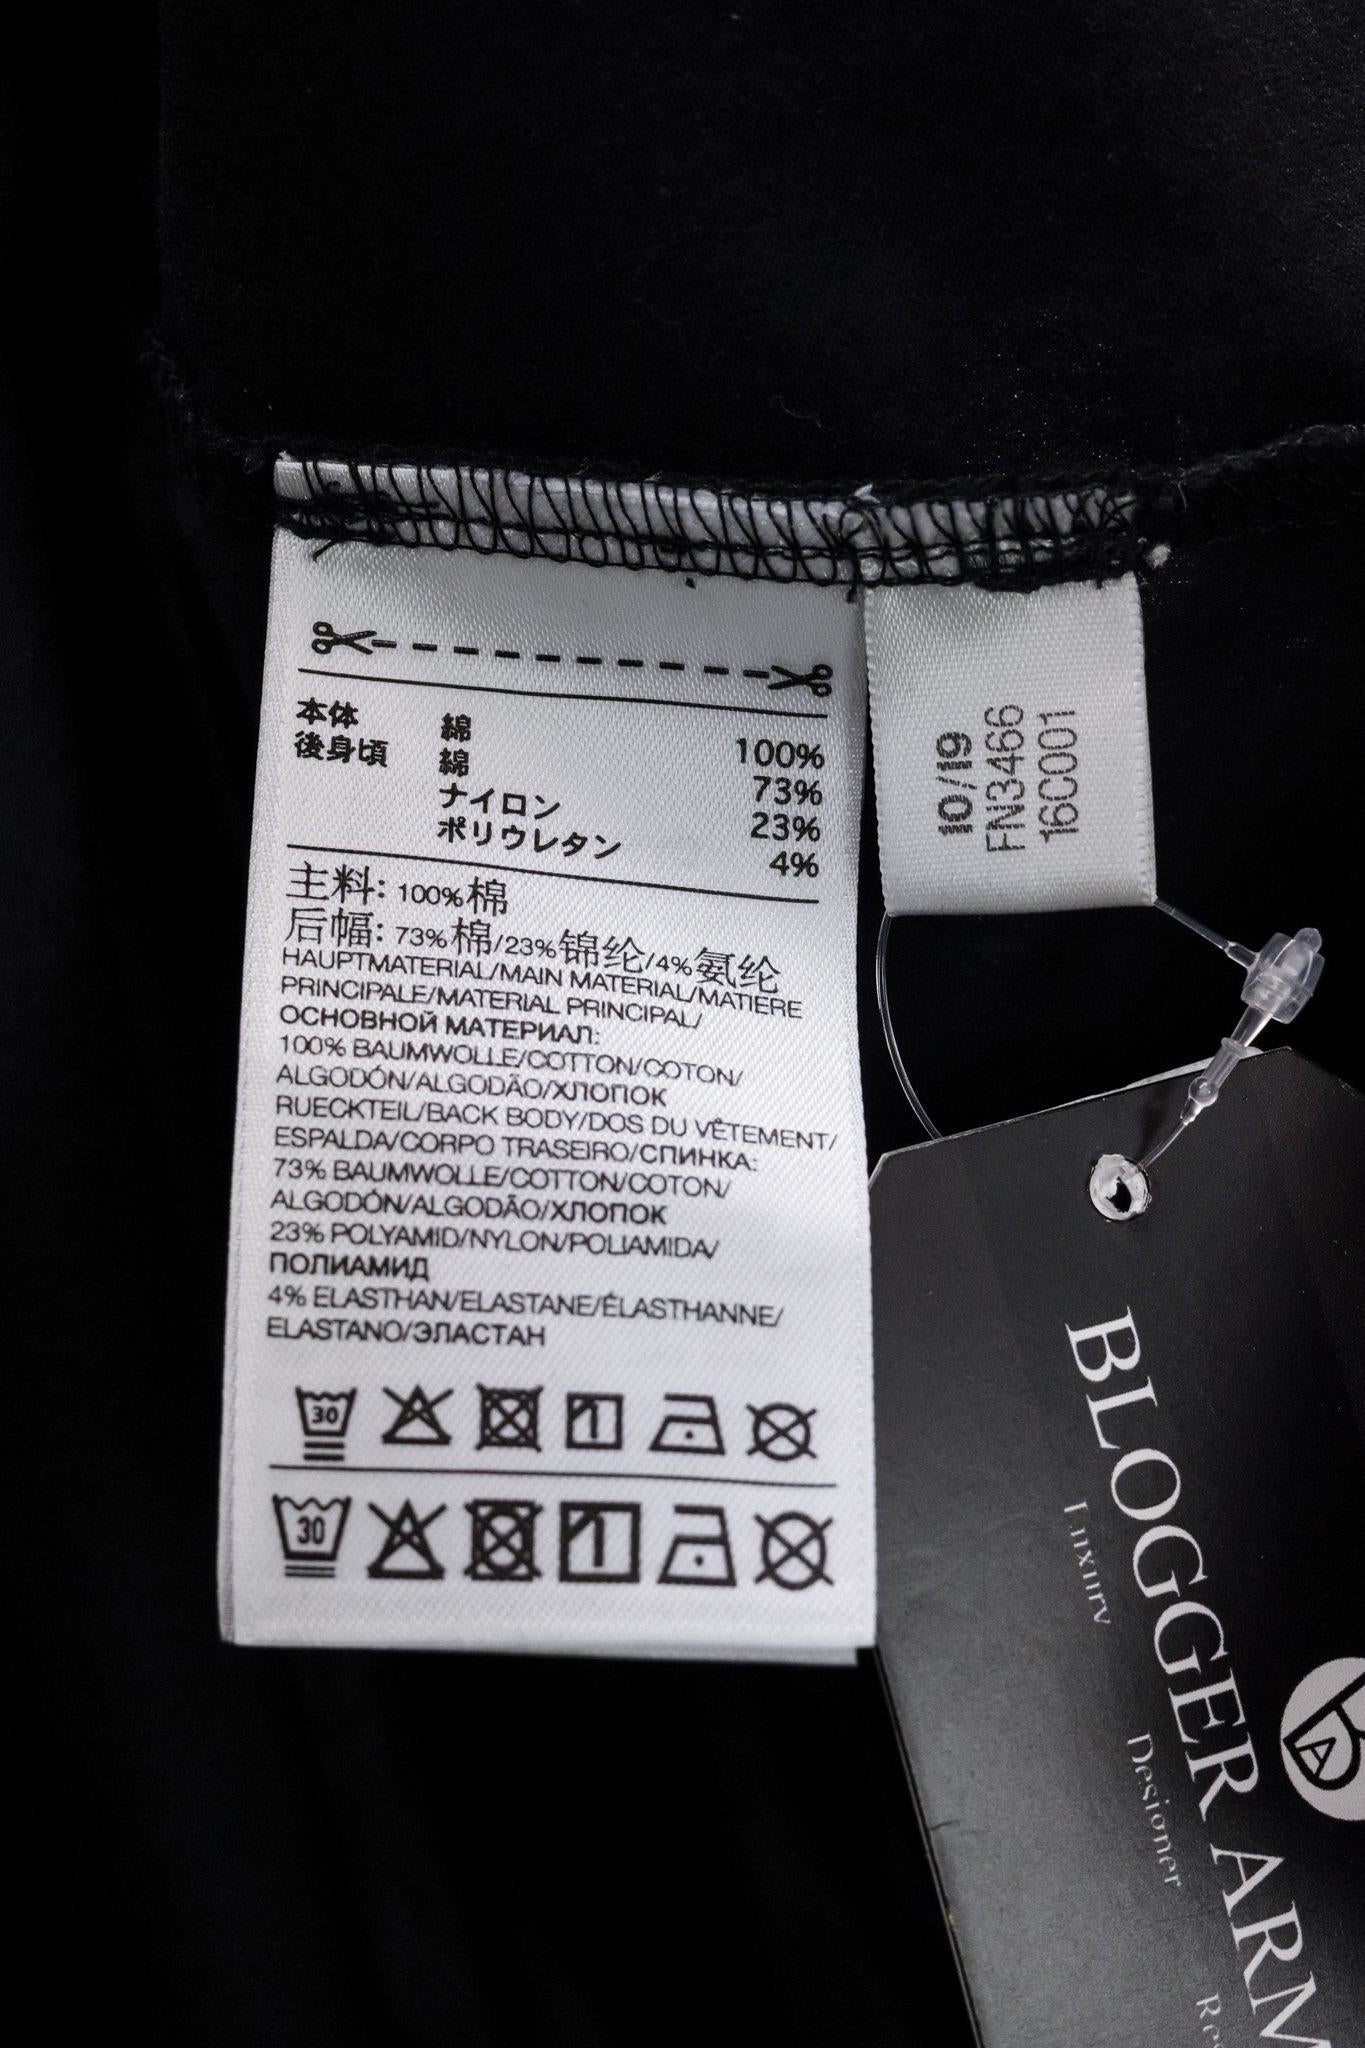 本体 綿 100%
後身頃 綿 73%
ナイロン 23%
ポリウレタン 4%
主料: 100%棉
后幅: 73%棉/23%锦纶/4%氨纶
HAUPTMATERIAL/MAIN MATERIAL/MATIERE
PRINCIPALE/MATERIAL PRINCIPAL/
ОСНОВНОЙ МАТЕРИАЛ:
100% BAUMWOLLE/COTTON/COTON/
ALGODÓN/ALGODÃO/ХЛОПОК
RUECKTEIL/BACK BODY/DOS DU VÊTEMENT/
ESPALDA/CORPO TRASEIRO/СПИНКА:
73% BAUMWOLLE/COTTON/COTON/
ALGODÓN/ALGODÃO/ХЛОПОК
23% POLYAMID/NYLON/POLIAMIDA/
ПОЛИАМИД
4% ELASTHAN/ELASTANE/ÉLASTHANNE/
ELASTANO/ЭЛАСТАН
30
30
10/19
FN3466
16C001
BLOGGER ARM
Luxury Designer
BA